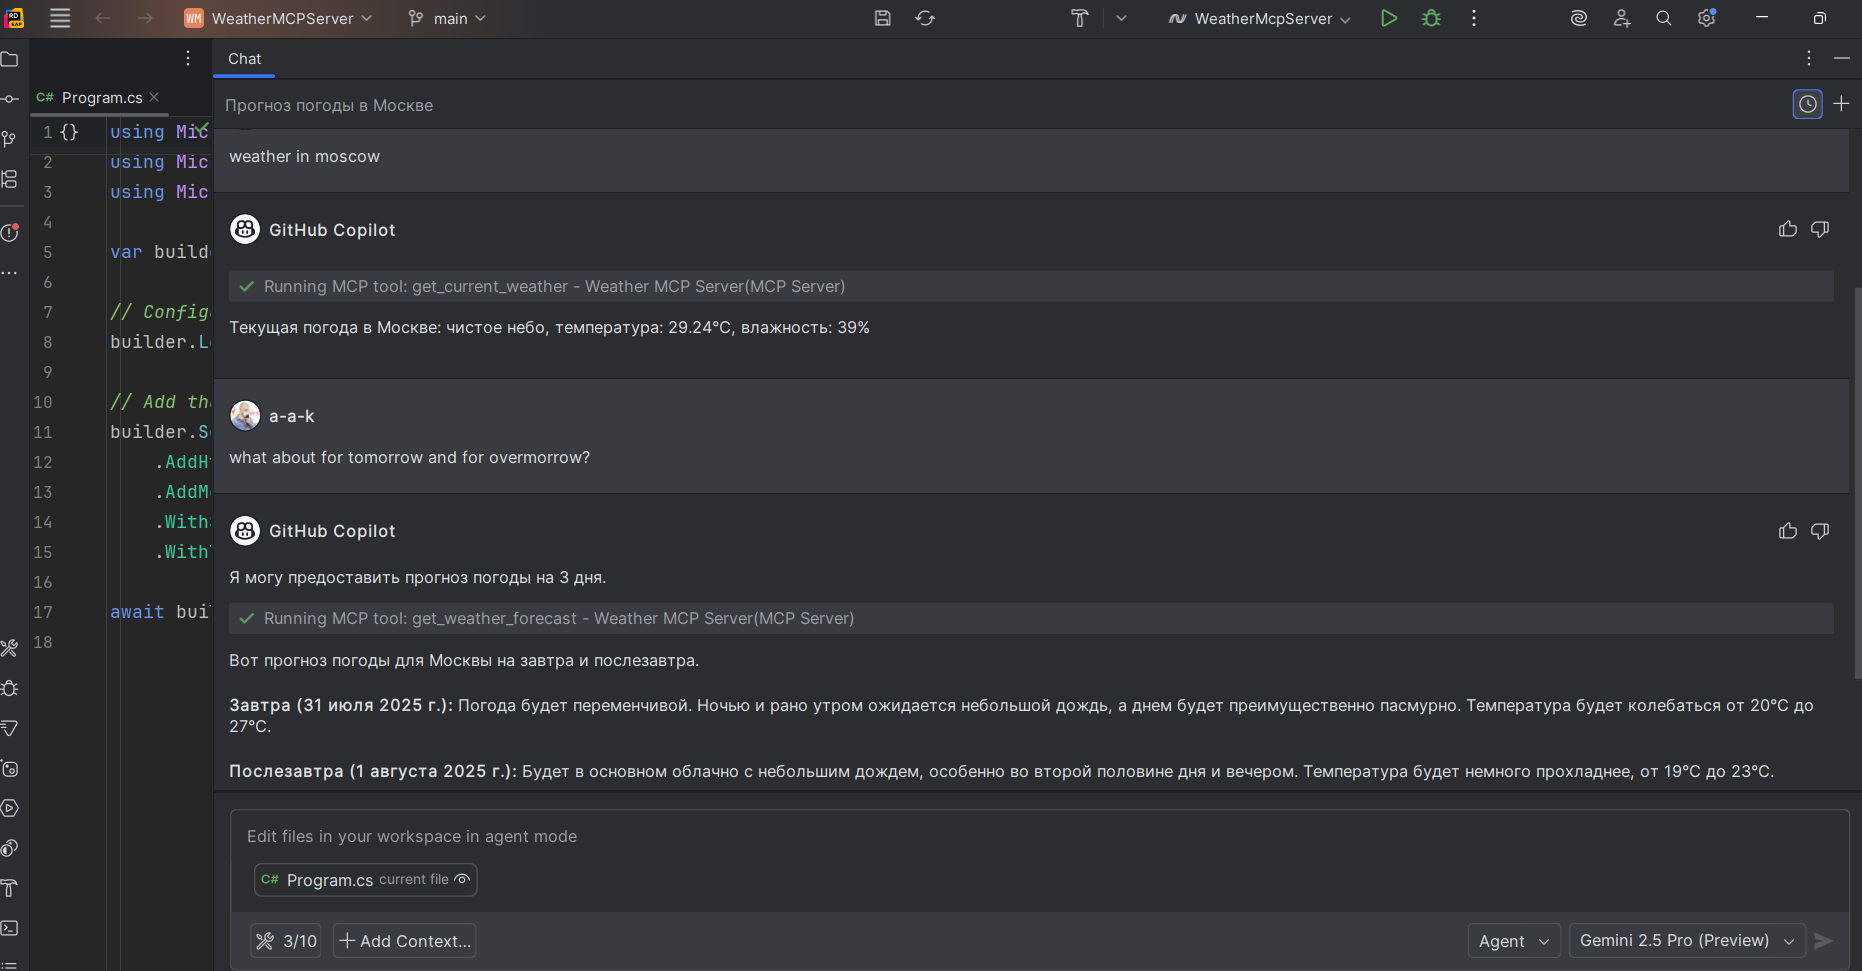 RD
EAP
WM WeatherMCPServer
main
WeatherMcpServer
Chat
C# Program.cs
Прогноз погоды в Москве
1 {} using Mic
2 using Mic
3 using Mic
4
5 var build
6
7 // Config
8 builder.L
9
10 // Add the
11 builder.S
12 .AddH
13 .AddM
14 .With
15 .With
16
17 await buil
18
weather in moscow
GitHub Copilot
Running MCP tool: get_current_weather - Weather MCP Server(MCP Server)
Текущая погода в Москве: чистое небо, температура: 29.24°C, влажность: 39%
a-a-k
what about for tomorrow and for overmorrow?
GitHub Copilot
Я могу предоставить прогноз погоды на 3 дня.
Running MCP tool: get_weather_forecast - Weather MCP Server(MCP Server)
Вот прогноз погоды для Москвы на завтра и послезавтра.
Завтра (31 июля 2025 г.): Погода будет переменчивой. Ночью и рано утром ожидается небольшой дождь, а днем будет преимущественно пасмурно. Температура будет колебаться от 20°C до
27°C.
Послезавтра (1 августа 2025 г.): Будет в основном облачно с небольшим дождем, особенно во второй половине дня и вечером. Температура будет немного прохладнее, от 19°C до 23°C.
Edit files in your workspace in agent mode
C# Program.cs current file
3/10
Add Context...
Agent
Gemini 2.5 Pro (Preview)